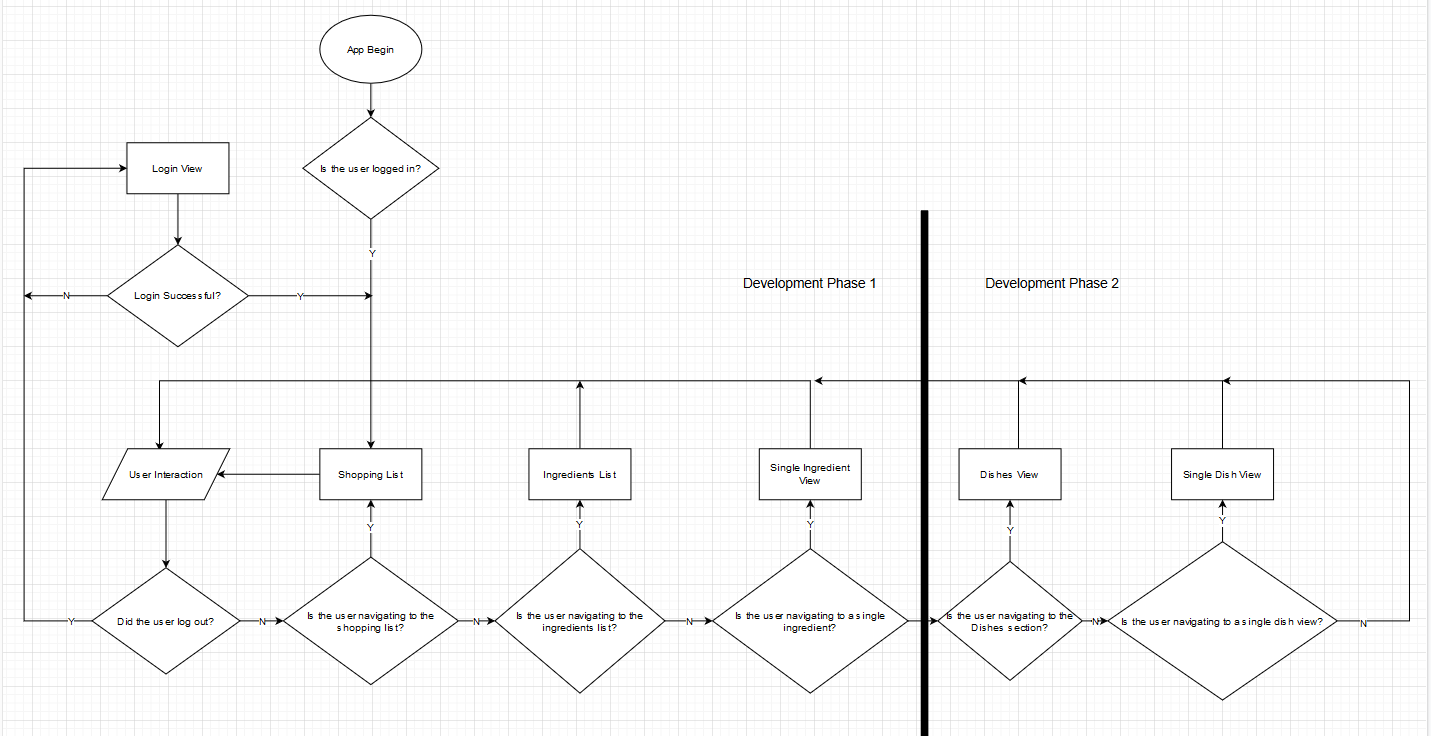 App Begin
Is the user logged in?
Login View
Y
Login Successful?
N
Y
Development Phase 1
Development Phase 2
User Interaction
Shopping List
Ingredients List
Single Ingredient
View
Dishes View
Single Dish View
Y
Y
Y
Y
Y
Y
Did the user log out?
N
Is the user navigating to the
shopping list?
N
Is the user navigating to the
ingredients list?
N
Is the user navigating to a single
ingredient?
Is the user navigating to the
Dishes section?
N
Is the user navigating to a single dish view?
N